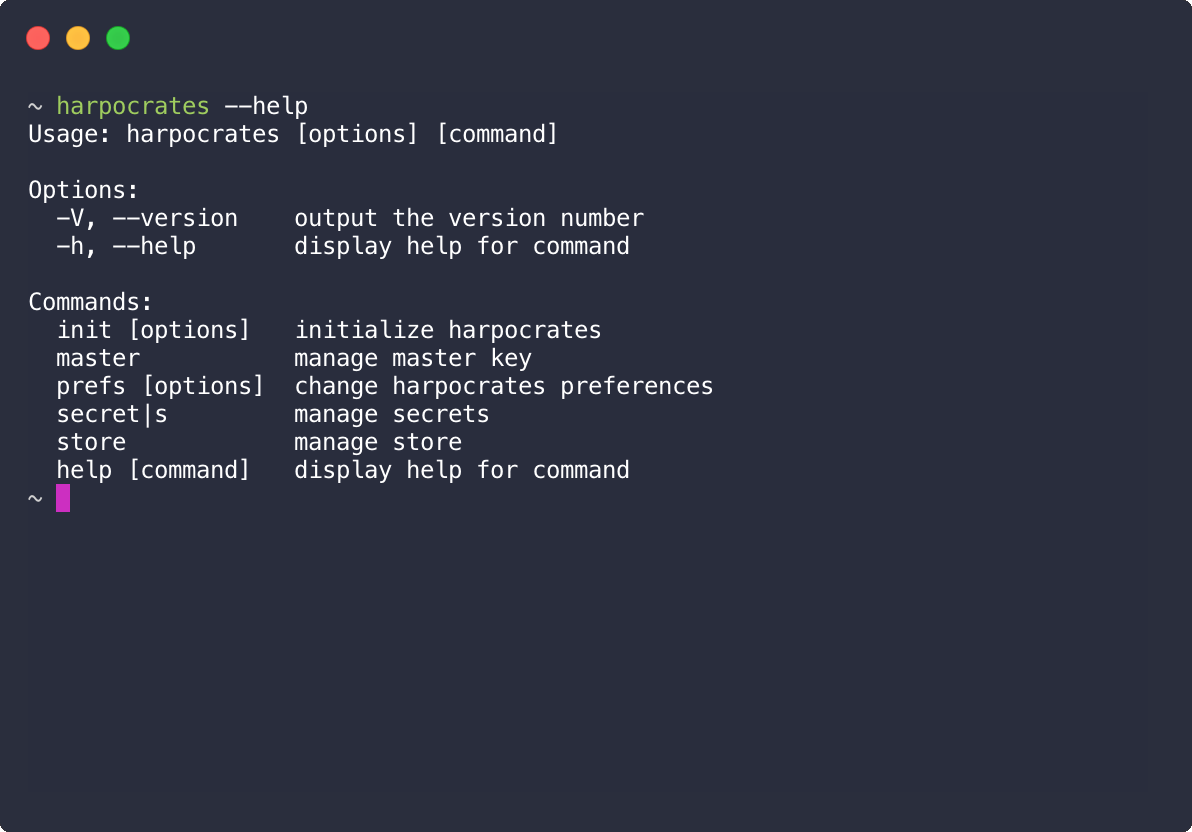 ~ harpocrates --help
Usage: harpocrates [options] [command]

Options:
  -V, --version    output the version number
  -h, --help       display help for command

Commands:
  init [options]   initialize harpocrates
  master           manage master key
  prefs [options]  change harpocrates preferences
  secret|s         manage secrets
  store            manage store
  help [command]   display help for command
~